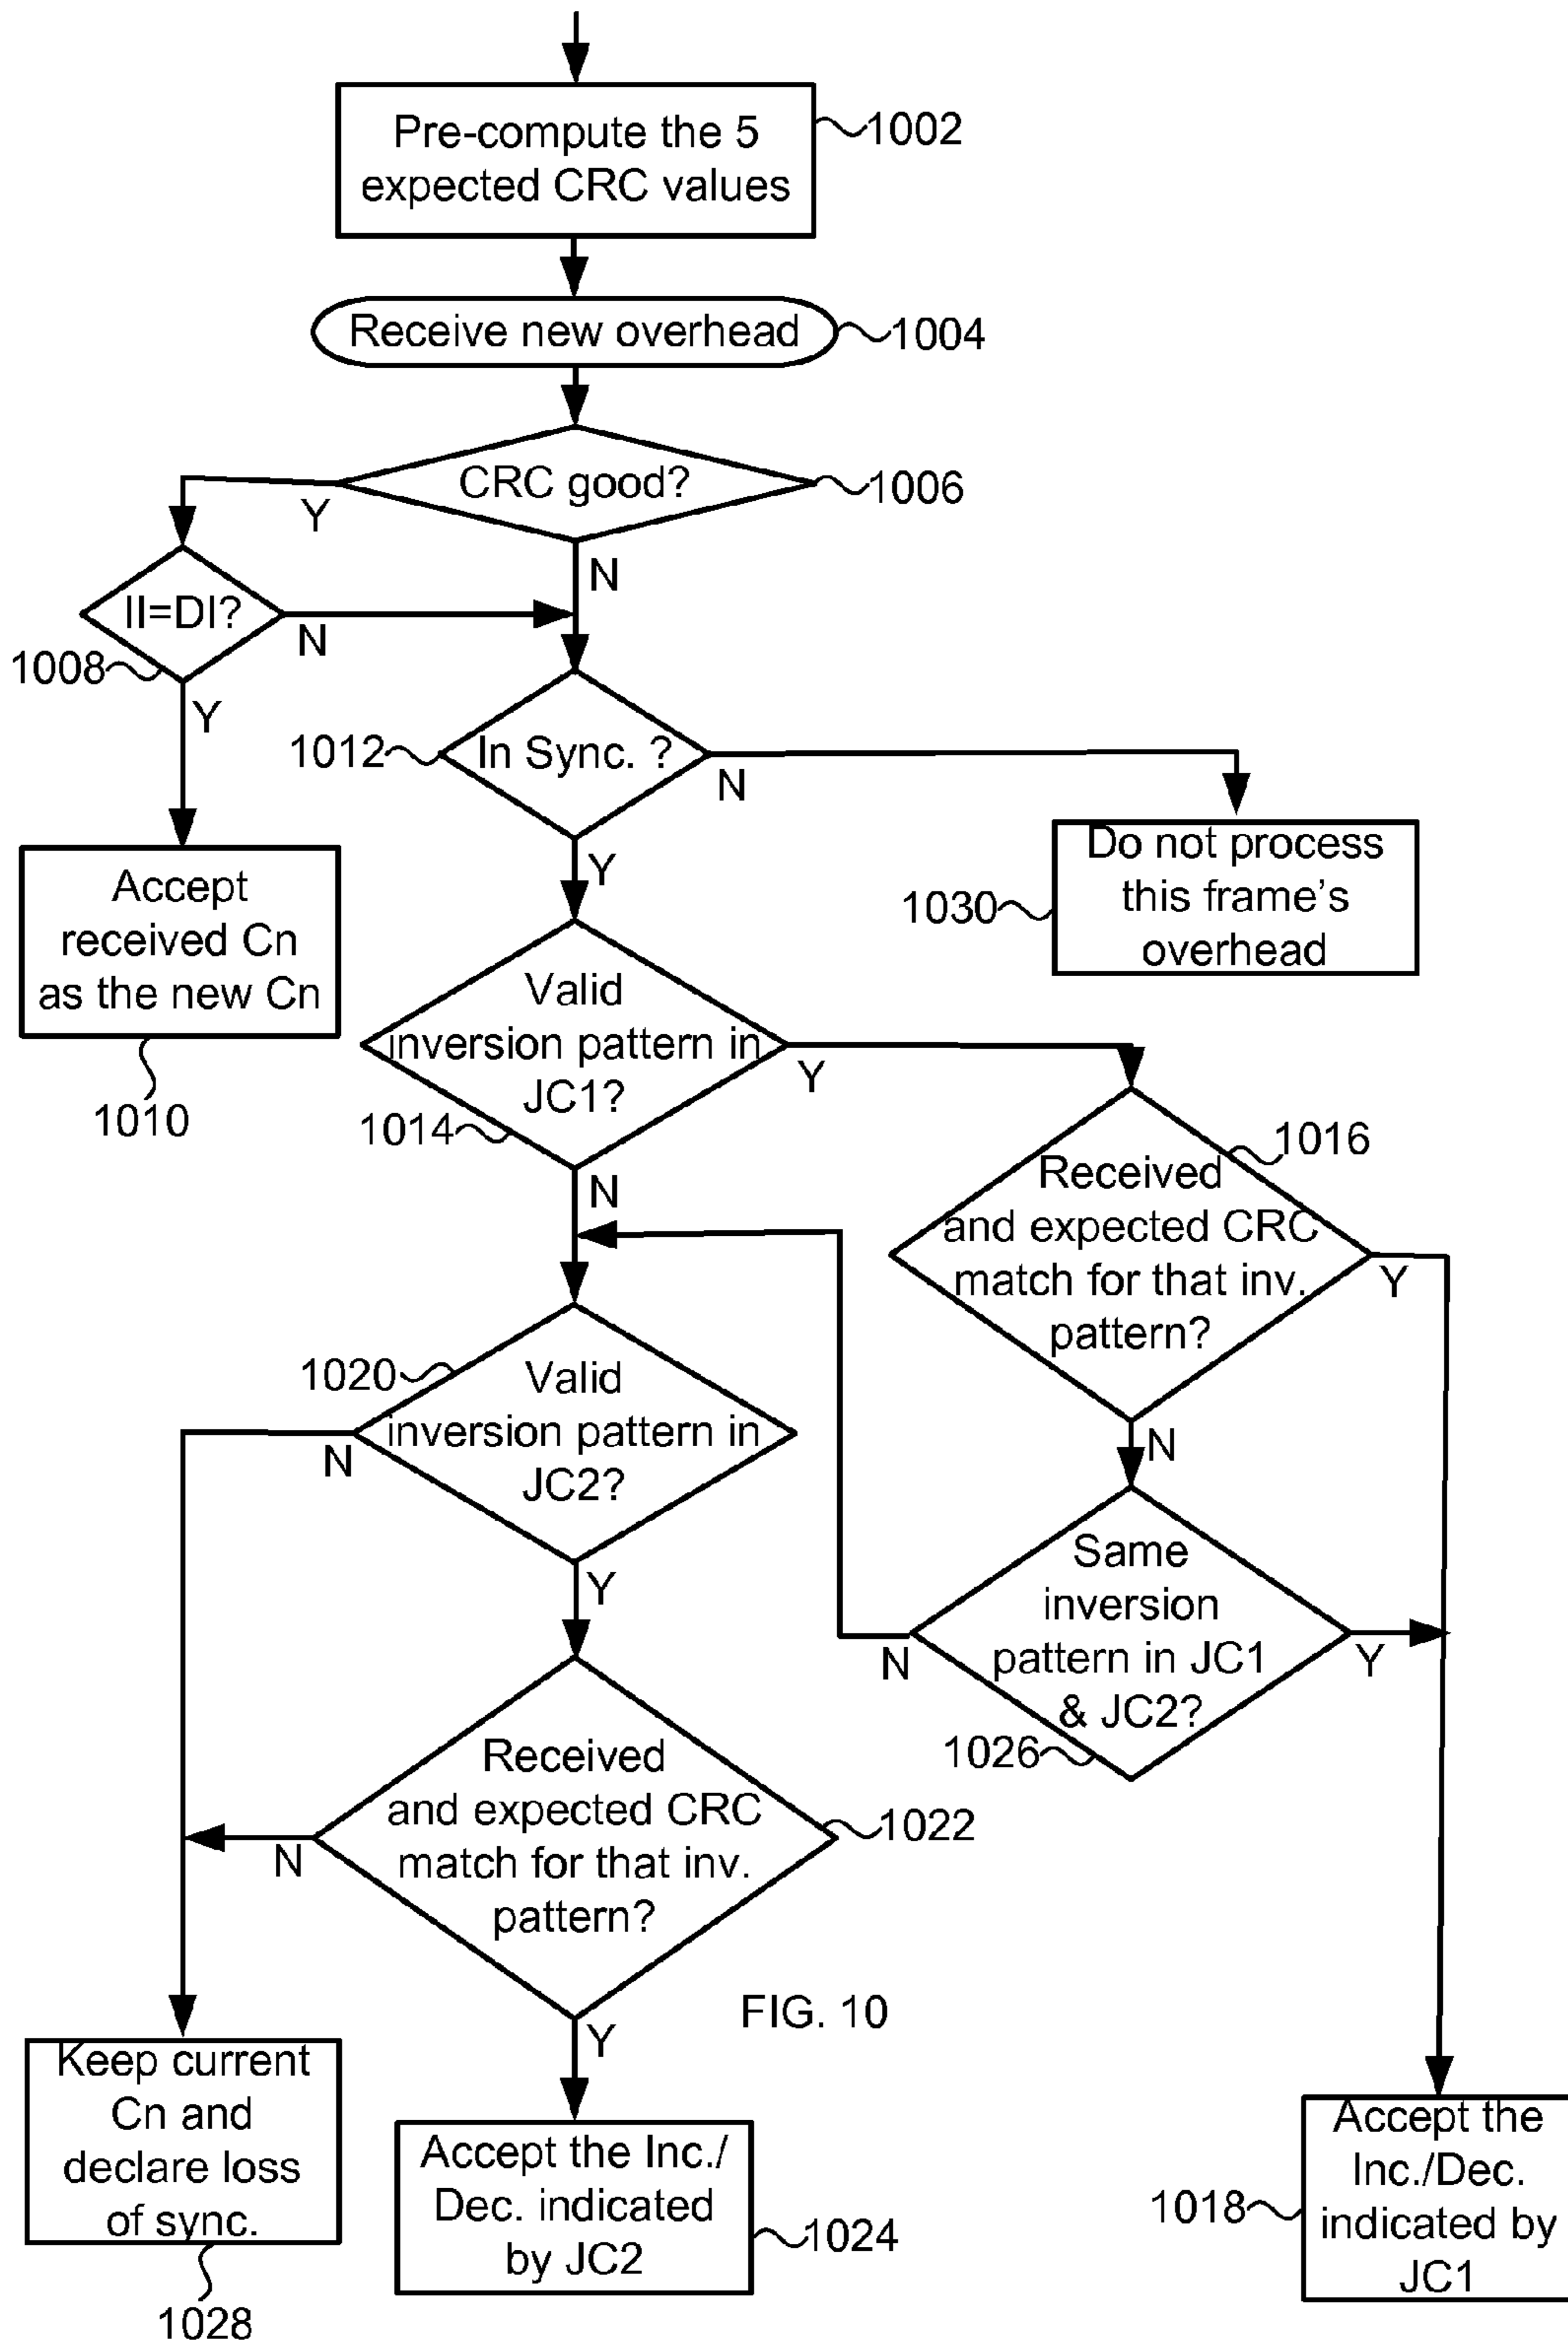 Pre-compute the 5
expected CRC values
1002
Receive new overhead
1004
CRC good?
1006
Y
N
II=DI?
N
1008
Y
1012
In Sync. ?
N
Y
Do not process
this frame's
overhead
1030
Accept
received Cn
as the new Cn
1010
Valid
inversion pattern in
JC1?
Y
1014
N
1016
Received
and expected CRC
match for that inv.
pattern?
Y
N
1020
Valid
inversion pattern in
JC2?
N
Y
Same
inversion
pattern in JC1
& JC2?
N
Y
1026
Received
and expected CRC
match for that inv.
pattern?
1022
N
Y
FIG. 10
Keep current
Cn and
declare loss
of sync.
1028
Accept the Inc./
Dec. indicated
by JC2
1024
Accept the
Inc./Dec.
indicated by
JC1
1018